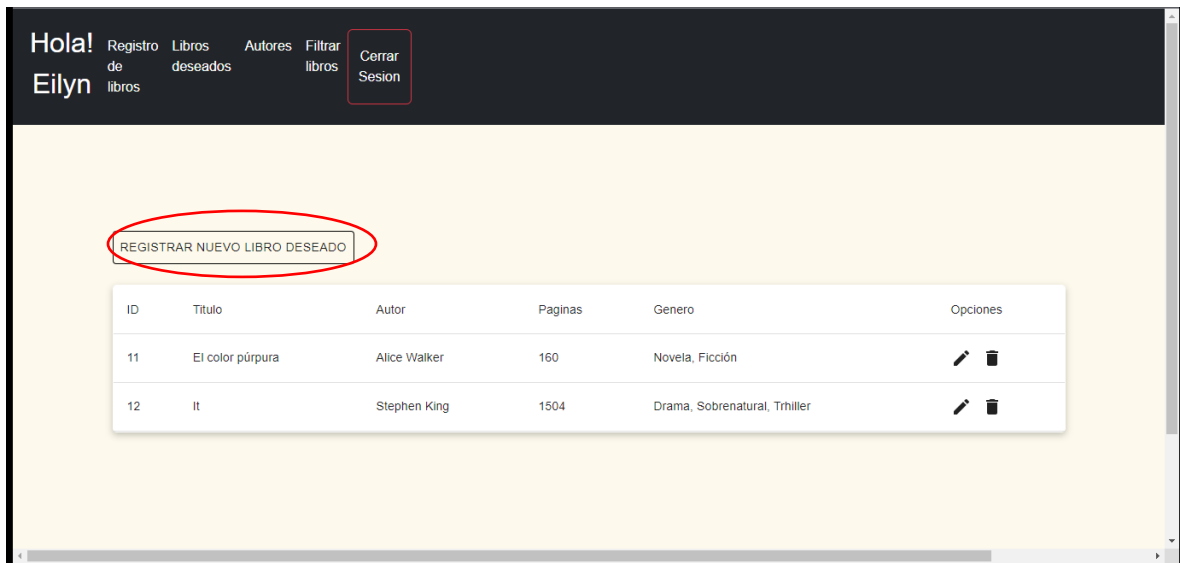 Hola! Eilyn
Registro de libros
Libros deseados
Autores
Filtrar libros
Cerrar Sesion
REGISTRAR NUEVO LIBRO DESEADO
ID Titulo Autor Paginas Genero Opciones
11 El color púrpura Alice Walker 160 Novela, Ficción
12 It Stephen King 1504 Drama, Sobrenatural, Trhiller